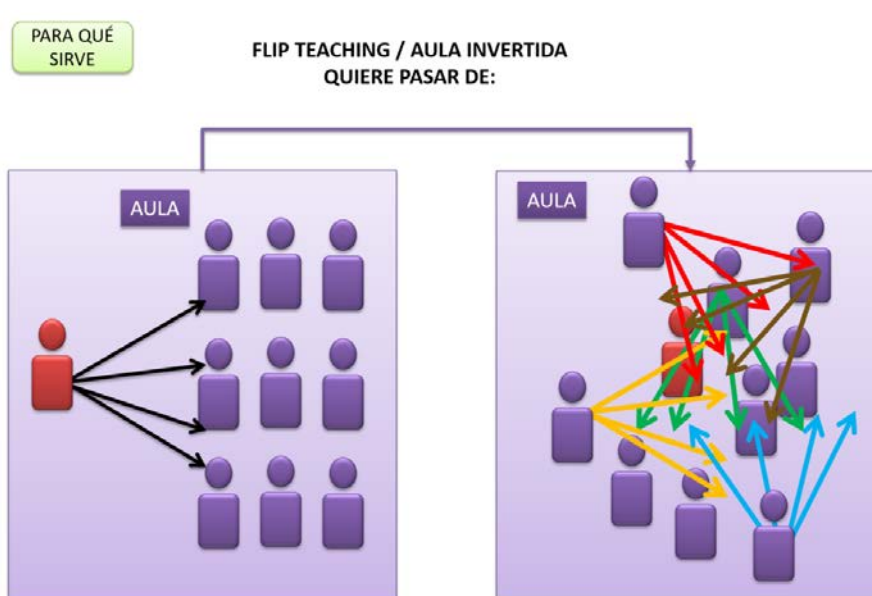 PARA QUÉ
SIRVE
FLIP TEACHING / AULA INVERTIDA
QUIERE PASAR DE:
AULA
AULA